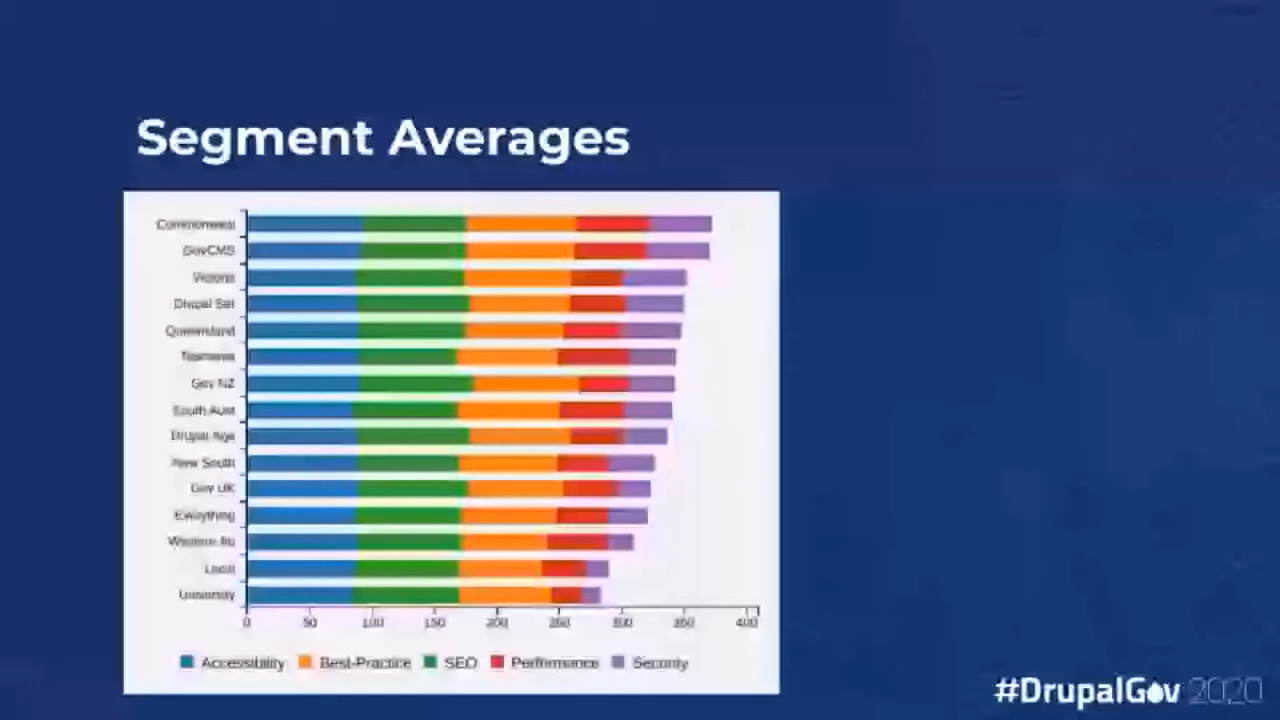 Segment Averages
Commonweal
GovCMS
Victoria
Drupal Ser
Queensland
Tasmania
Gov NZ
South Aust
Drupal Age
New South
Gov UK
Everything
Western Au
Local
University
0 50 100 150 200 250 300 350 400
Accessibility Best-Practice SEO Performance Security
#DrupalGov 2020